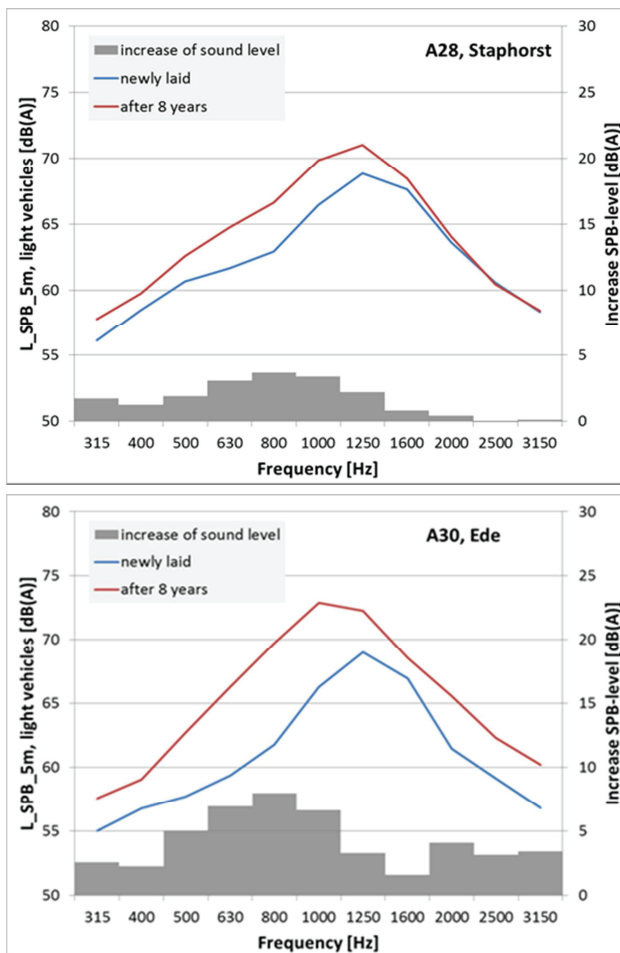 A28, Staphorst
increase of sound level
newly laid
after 8 years
L_SPB_5m, light vehicles [dB(A)]
80
75
70
65
60
55
50
30
25
20
15
10
5
0
Increase SPB-level [dB(A)]
315 400 500 630 800 1000 1250 1600 2000 2500 3150
Frequency [Hz]
A30, Ede
increase of sound level
newly laid
after 8 years
L_SPB_5m, light vehicles [dB(A)]
80
75
70
65
60
55
50
30
25
20
15
10
5
0
Increase SPB-level [dB(A)]
315 400 500 630 800 1000 1250 1600 2000 2500 3150
Frequency [Hz]